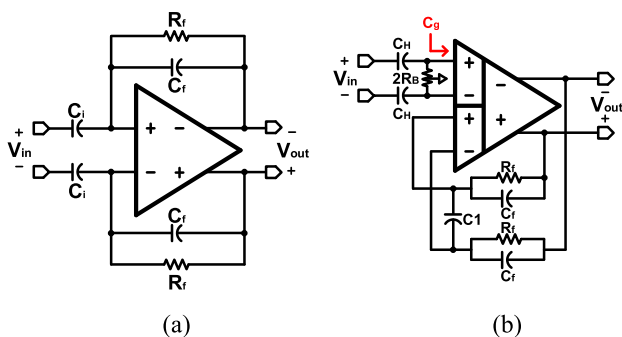 Rf
Cf
Ci
+
Vin
−
Ci
+ −
− +
−
Vout
+
Cf
Rf
(a)
Cg
+
Vin
−
CH
2RB
CH
+
−
+
−
−
+
−
Vout
+
Rf
Cf
C1
Rf
Cf
(b)